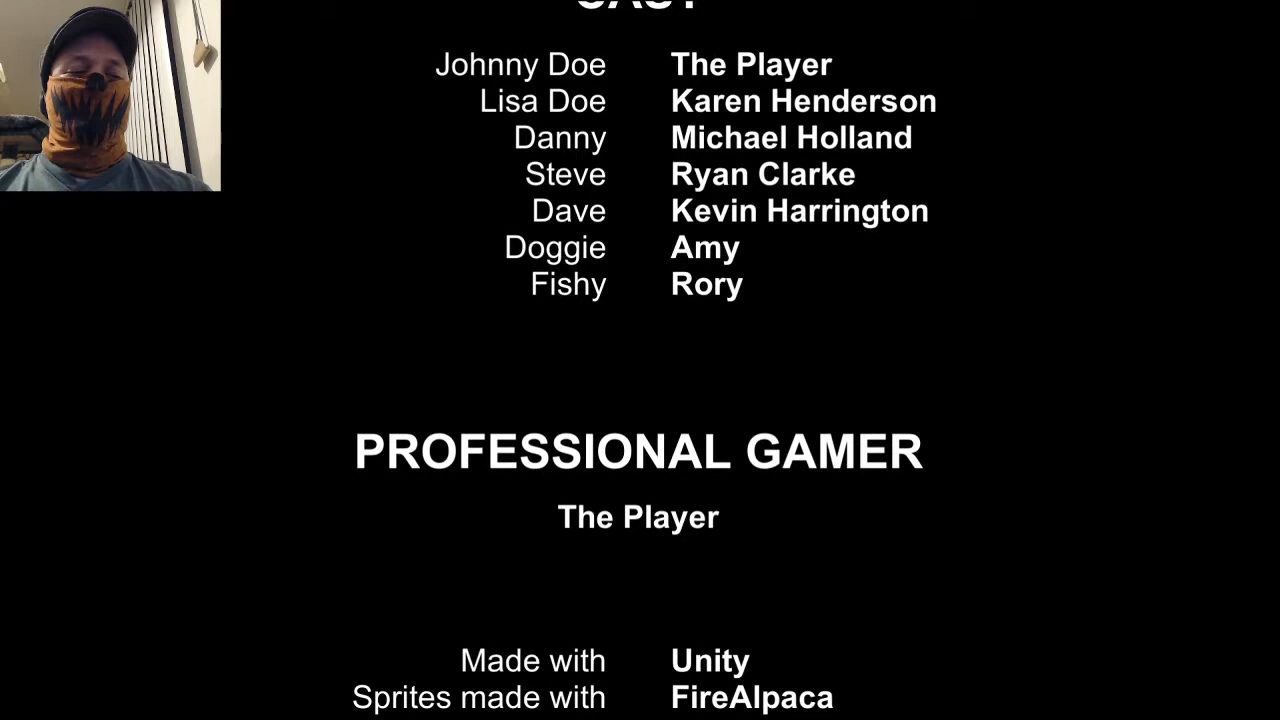 CAST
Johnny Doe The Player
Lisa Doe Karen Henderson
Danny Michael Holland
Steve Ryan Clarke
Dave Kevin Harrington
Doggie Amy
Fishy Rory
PROFESSIONAL GAMER
The Player
Made with Unity
Sprites made with FireAlpaca